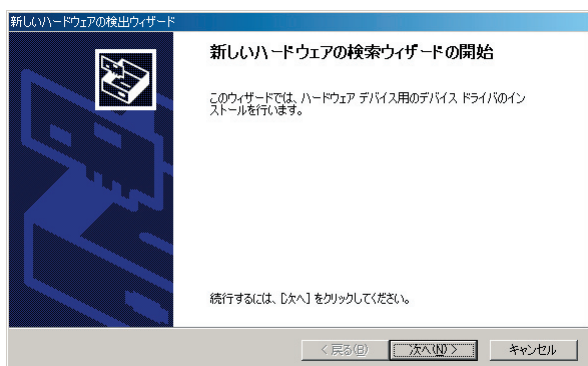 新しいハードウェアの検出ウィザード
新しいハードウェアの検索ウィザードの開始
このウィザードでは、ハードウェア デバイス用のデバイス ドライバのイン
ストールを行います。
続行するには、[次へ] をクリックしてください。
< 戻る(B)
次へ(N) >
キャンセル